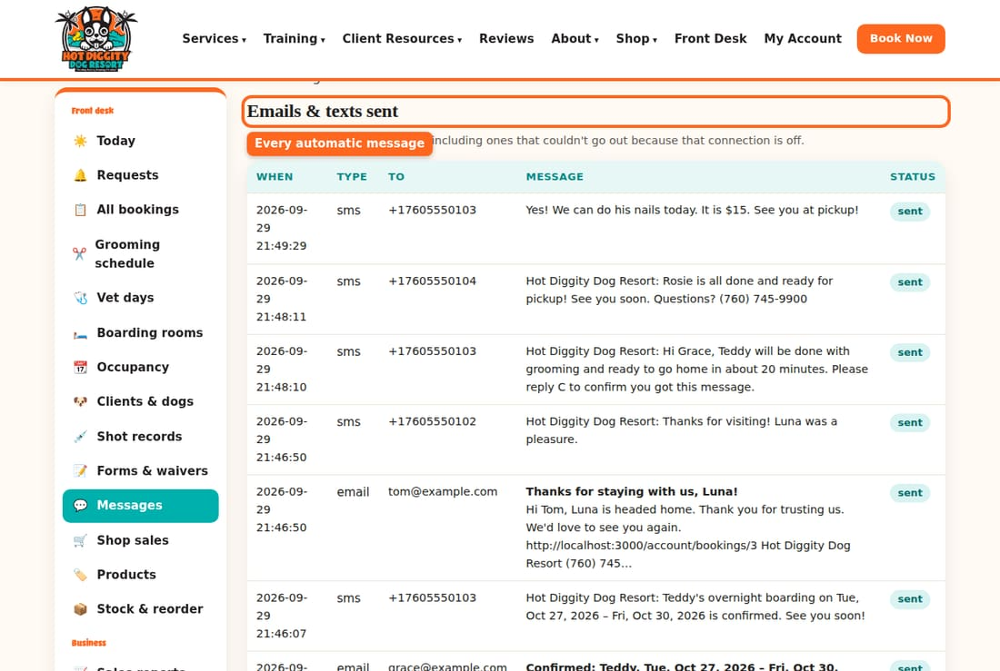 HOT DIGGITY
DOG RESORT
Services ▾ Training ▾ Client Resources ▾ Reviews About ▾ Shop ▾ Front Desk My Account Book Now
Front desk
Today
Requests
All bookings
Grooming
schedule
Vet days
Boarding rooms
Occupancy
Clients & dogs
Shot records
Forms & waivers
Messages
Shop sales
Products
Stock & reorder
Business
Emails & texts sent
Every automatic message
including ones that couldn't go out because that connection is off.
WHEN TYPE TO MESSAGE STATUS
2026-09-
29
21:49:29
sms
+17605550103
Yes! We can do his nails today. It is $15. See you at pickup!
sent
2026-09-
29
21:48:11
sms
+17605550104
Hot Diggity Dog Resort: Rosie is all done and ready for
pickup! See you soon. Questions? (760) 745-9900
sent
2026-09-
29
21:48:10
sms
+17605550103
Hot Diggity Dog Resort: Hi Grace, Teddy will be done with
grooming and ready to go home in about 20 minutes. Please
reply C to confirm you got this message.
sent
2026-09-
29
21:46:50
sms
+17605550102
Hot Diggity Dog Resort: Thanks for visiting! Luna was a
pleasure.
sent
2026-09-
29
21:46:50
email
tom@example.com
Thanks for staying with us, Luna!
Hi Tom, Luna is headed home. Thank you for trusting us.
We'd love to see you again.
http://localhost:3000/account/bookings/3 Hot Diggity Dog
Resort (760) 745...
sent
2026-09-
29
21:46:07
sms
+17605550103
Hot Diggity Dog Resort: Teddy's overnight boarding on Tue,
Oct 27, 2026 – Fri, Oct 30, 2026 is confirmed. See you soon!
sent
2026-09-
email
grace@example.com
Confirmed: Teddy, Tue, Oct 27, 2026 – Fri, Oct 30,
sent